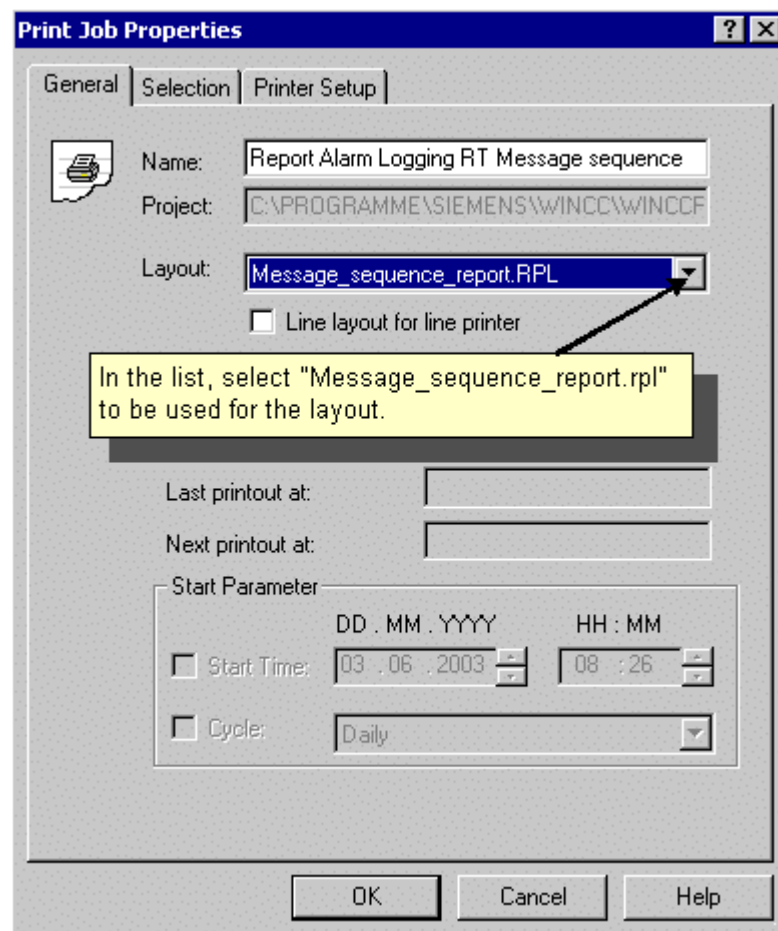 Print Job Properties
General Selection Printer Setup
Name: Report Alarm Logging RT Message sequence
Project: C:\PROGRAMME\SIEMENS\WINCC\WINCCF
Layout: Message_sequence_report.RPL
Line layout for line printer
In the list, select "Message_sequence_report.rpl"
to be used for the layout.
Last printout at:
Next printout at:
Start Parameter
DD . MM . YYYY HH : MM
Start Time: 03 .06 .2003 08 :26
Cycle: Daily
OK Cancel Help